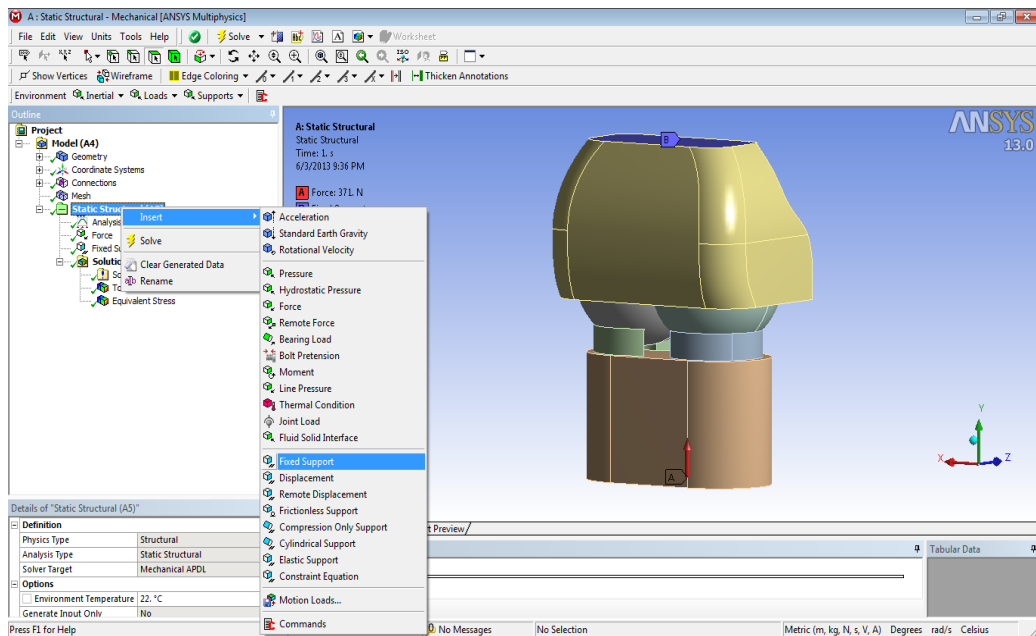 A : Static Structural - Mechanical [ANSYS Multiphysics]
File Edit View Units Tools Help Solve Worksheet
Show Vertices Wireframe Edge Coloring Thicken Annotations
Environment Inertial Loads Supports
Outline
Project
Model (A4)
Geometry
Coordinate Systems
Connections
Mesh
Static
Analysis
Force
Fixed
Equivalent Stress
Insert
Solve
Clear Generated Data
Rename
Acceleration
Standard Earth Gravity
Rotational Velocity
Pressure
Hydrostatic Pressure
Force
Remote Force
Bearing Load
Bolt Pretension
Moment
Line Pressure
Thermal Condition
Joint Load
Fluid Solid Interface
Fixed Support
Displacement
Remote Displacement
Frictionless Support
Compression Only Support
Cylindrical Support
Elastic Support
Constraint Equation
Motion Loads...
Commands
A: Static Structural
Static Structural
Time: 1. s
6/3/2013 9:36 PM
A Force: 371. N
B
A
ANSYS
13.0
Y
X
Z
Details of "Static Structural (A5)"
Definition
Physics Type Structural
Analysis Type Static Structural
Solver Target Mechanical APDL
Options
Environment Temperature 22. °C
Generate Input Only No
t Preview
Tabular Data
Press F1 for Help
No Messages
No Selection
Metric (m, kg, N, s, V, A) Degrees rad/s Celsius